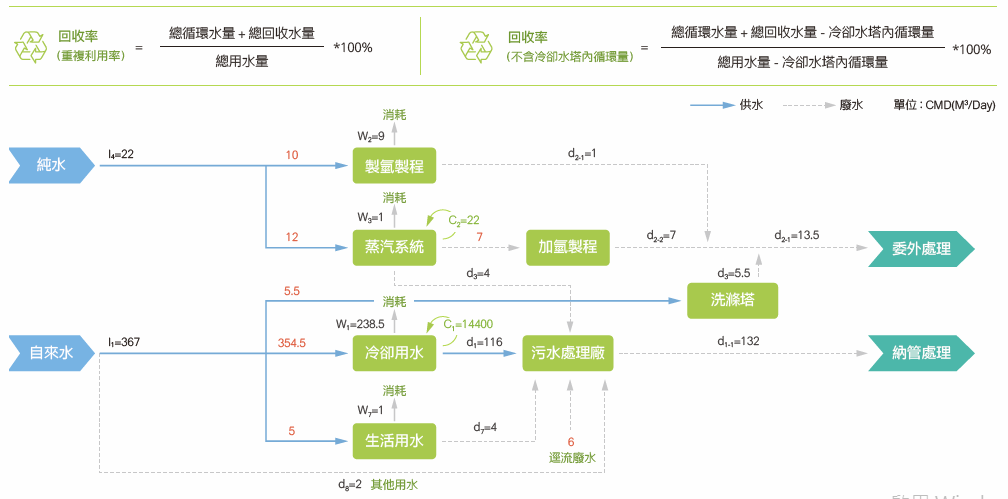 回收率
(重複利用率)
=
總循環水量 + 總回收水量
總用水量
*100%
回收率
(不含冷卻水塔內循環量)
=
總循環水量 + 總回收水量 - 冷卻水塔內循環量
總用水量 - 冷卻水塔內循環量
*100%
供水
廢水
單位：CMD(M³/Day)
消耗
W₂=9
純水
I₄=22
10
製氫製程
d₂₋₁=1
消耗
W₃=1
C₂=22
12
蒸汽系統
7
加氫製程
d₂₋₂=7
d₂₋₁=13.5
委外處理
d₃=4
d₃=5.5
5.5
消耗
洗滌塔
W₁=238.5
C₁=14400
自來水
I₁=367
354.5
冷卻用水
d₁=116
污水處理廠
d₁₋₁=132
納管處理
消耗
W₇=1
5
生活用水
d₇=4
6
逕流廢水
d₈=2 其他用水